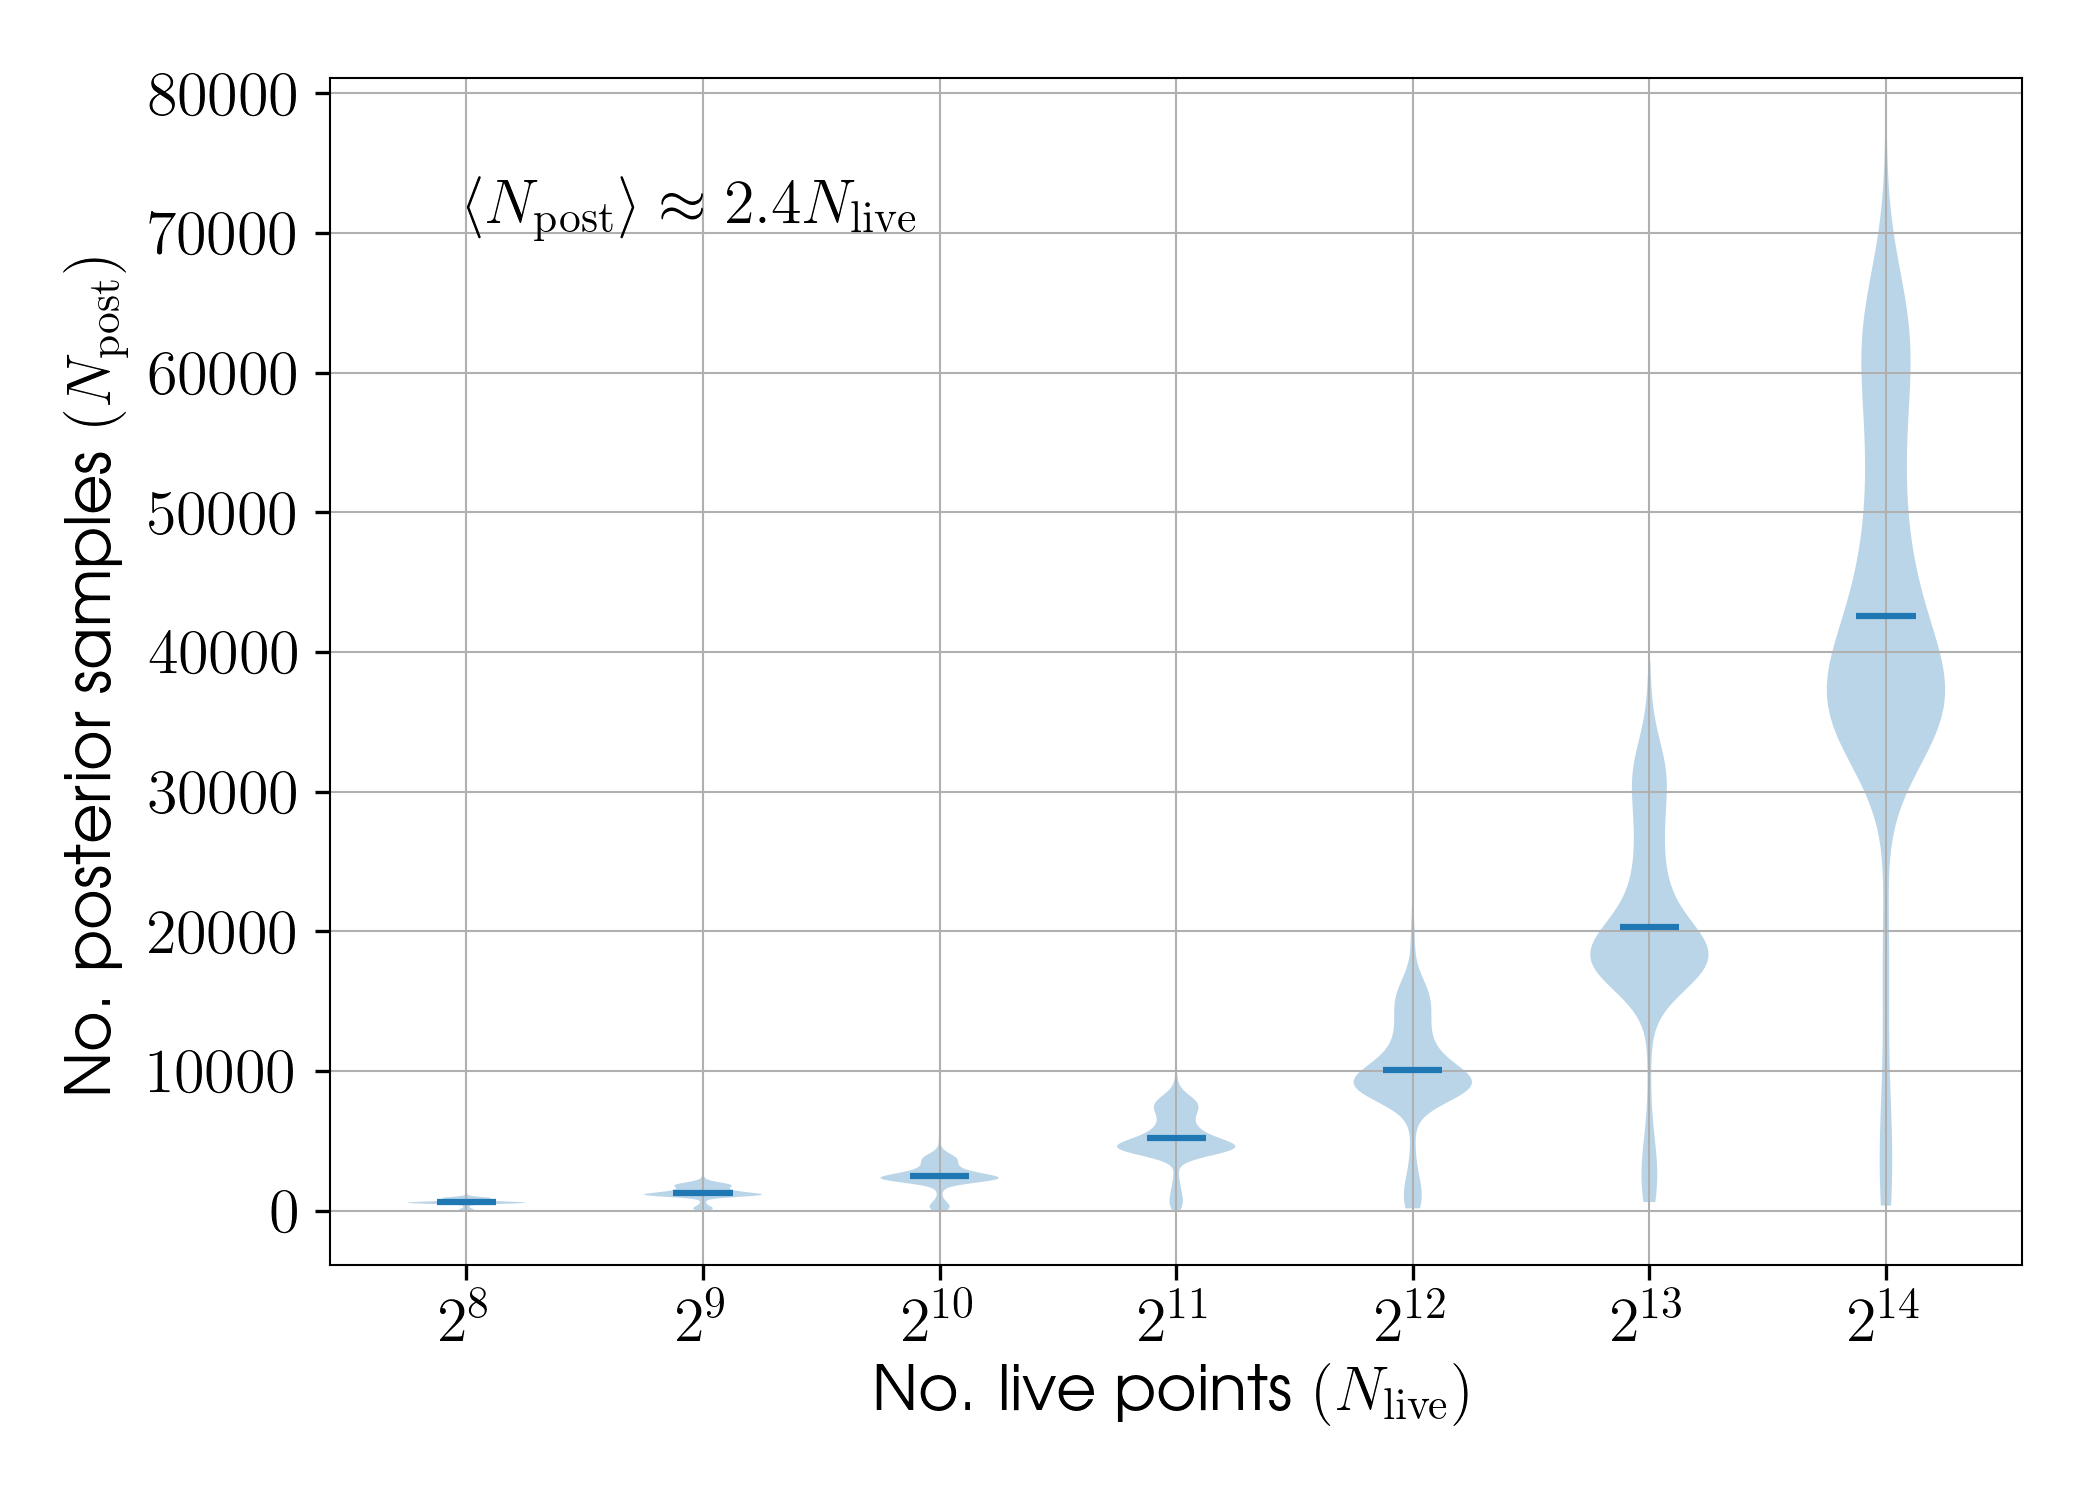 80000
70000
60000
50000
40000
30000
20000
10000
0
No. posterior samples (N_post)
⟨N_post⟩ ≈ 2.4N_live
2^8 2^9 2^10 2^11 2^12 2^13 2^14
No. live points (N_live)